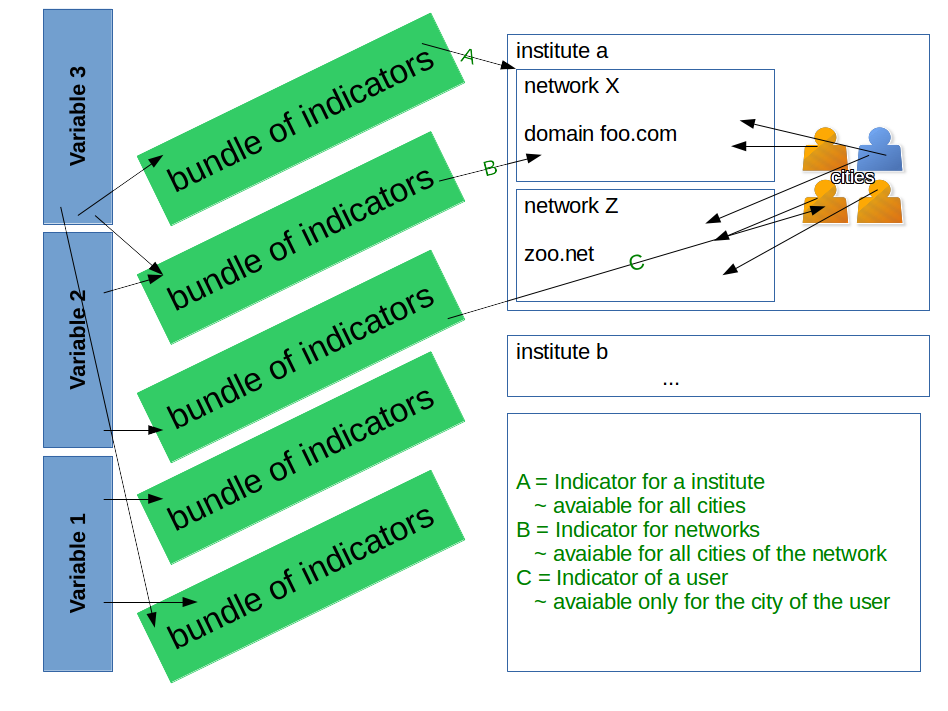 Variable 3
Variable 2
Variable 1
bundle of indicators
bundle of indicators
bundle of indicators
bundle of indicators
bundle of indicators
A
B
C
institute a
network X
domain foo.com
network Z
zoo.net
cities
institute b
...
A = Indicator for a institute
~ avaiable for all cities
B = Indicator for networks
~ avaiable for all cities of the network
C = Indicator of a user
~ avaiable only for the city of the user